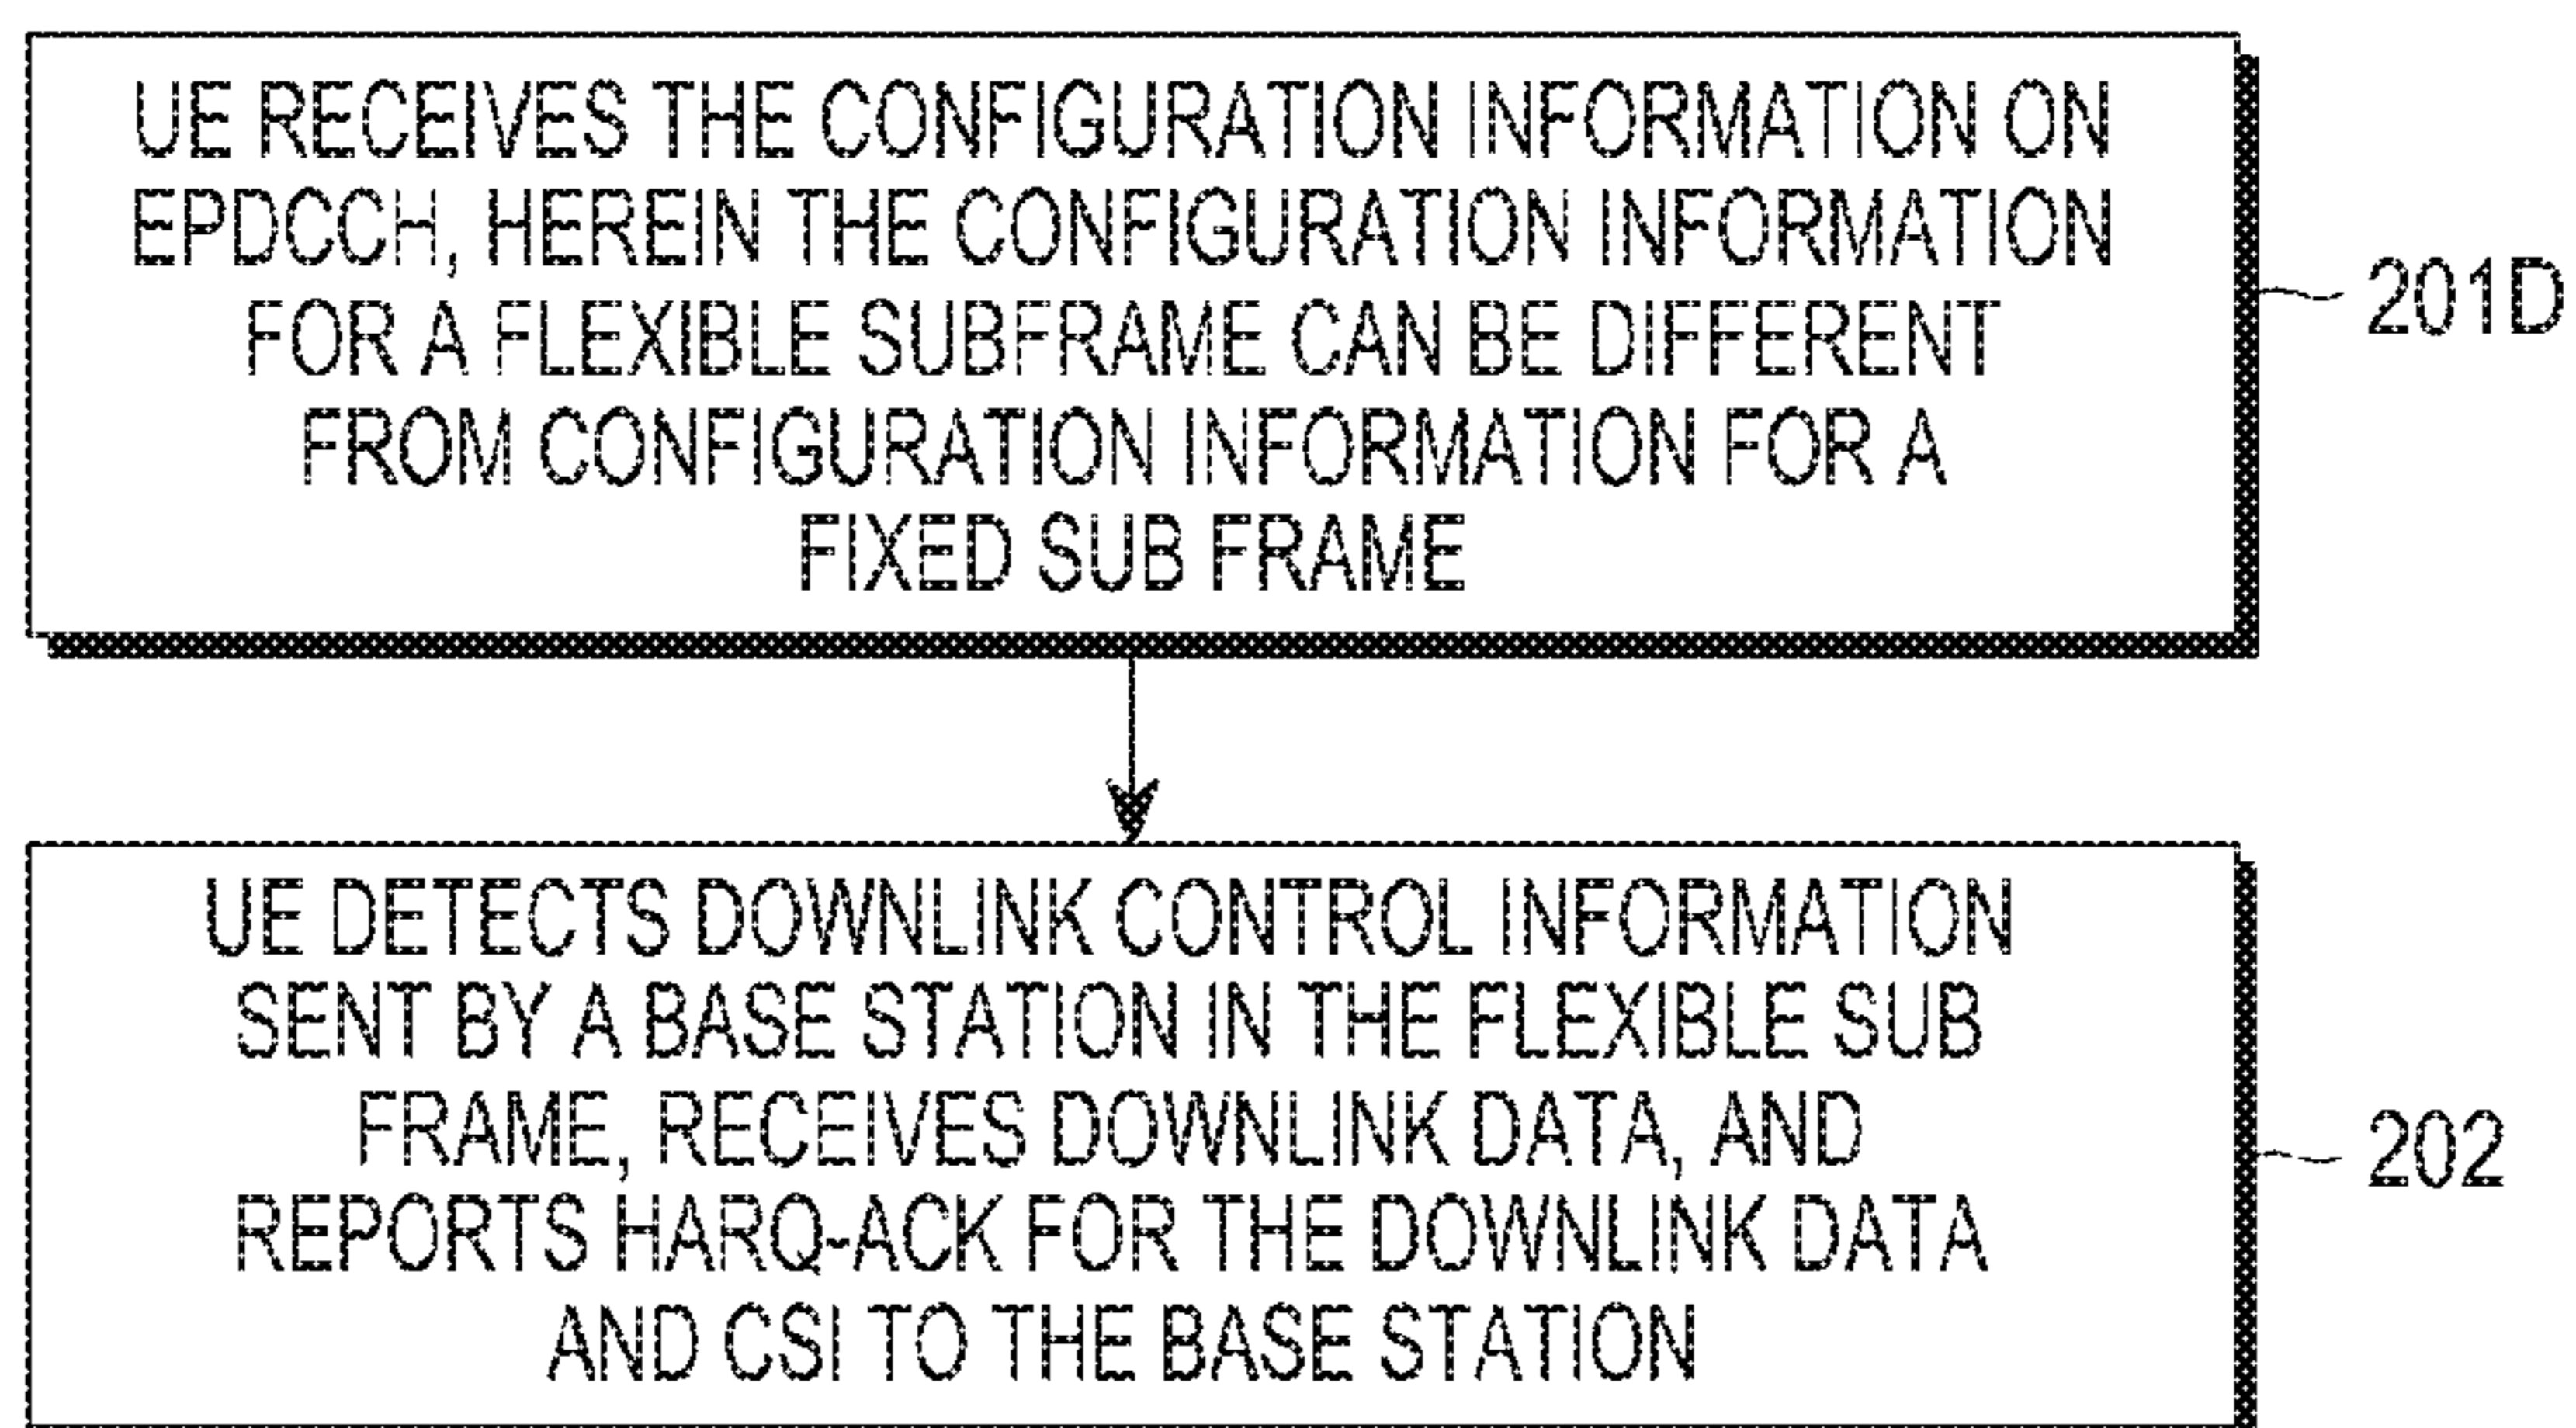 UE RECEIVES THE CONFIGURATION INFORMATION ON
EPDCCH, HEREIN THE CONFIGURATION INFORMATION
FOR A FLEXIBLE SUBFRAME CAN BE DIFFERENT
FROM CONFIGURATION INFORMATION FOR A
FIXED SUB FRAME
201D
UE DETECTS DOWNLINK CONTROL INFORMATION
SENT BY A BASE STATION IN THE FLEXIBLE SUB
FRAME, RECEIVES DOWNLINK DATA, AND
REPORTS HARQ-ACK FOR THE DOWNLINK DATA
AND CSI TO THE BASE STATION
202